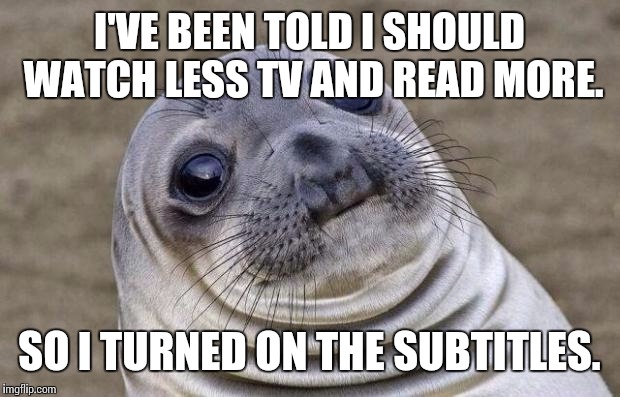 I'VE BEEN TOLD I SHOULD
WATCH LESS TV AND READ MORE.
SO I TURNED ON THE SUBTITLES.
imgflip.com